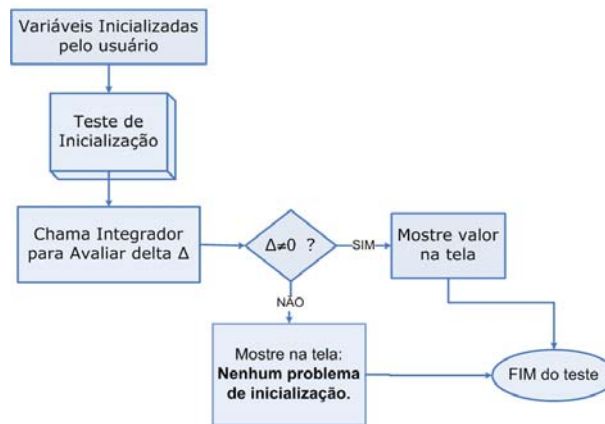 Variáveis Inicializadas
pelo usuário
Teste de
Inicialização
Chama Integrador
para Avaliar delta Δ
Δ≠0 ?
SIM
Mostre valor
na tela
NÃO
Mostre na tela:
Nenhum problema
de inicialização.
FIM do teste